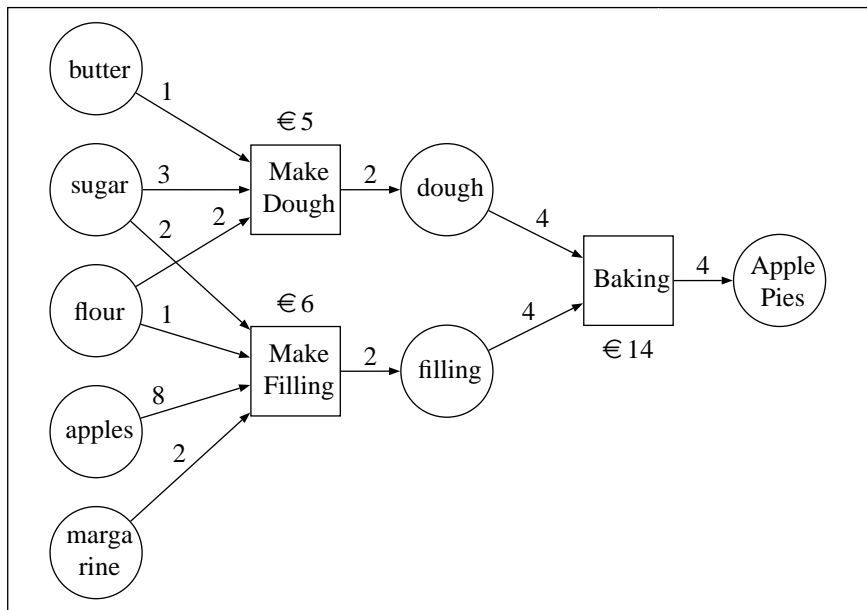 butter
1
€5
sugar
3
Make
Dough
2
dough
2
2
4
flour
1
€6
Make
Filling
2
filling
4
Baking
€14
4
Apple
Pies
apples
8
2
marga
rine